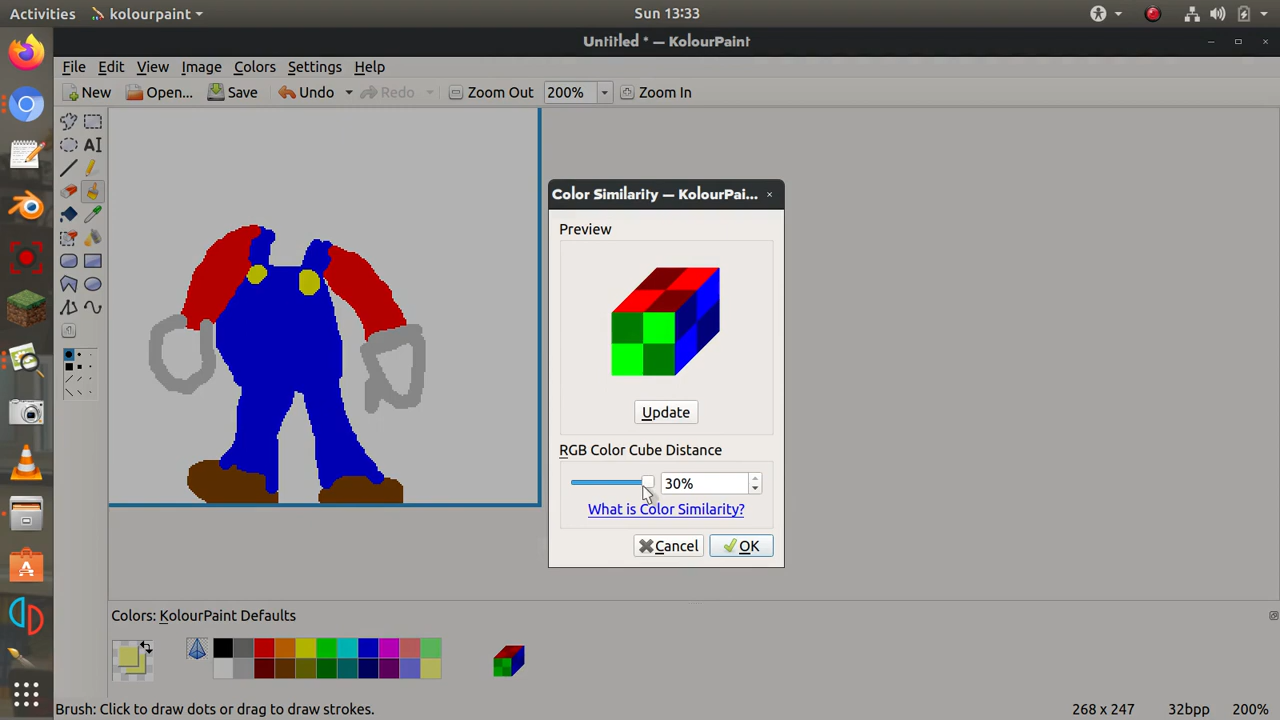 Activities kolourpaint Sun 13:33
Untitled * — KolourPaint
File Edit View Image Colors Settings Help
New Open... Save Undo Redo Zoom Out 200% Zoom In
Color Similarity — KolourPai...
Preview
Update
RGB Color Cube Distance
30%
What is Color Similarity?
Cancel OK
Colors: KolourPaint Defaults
Brush: Click to draw dots or drag to draw strokes. 268 x 247 32bpp 200%